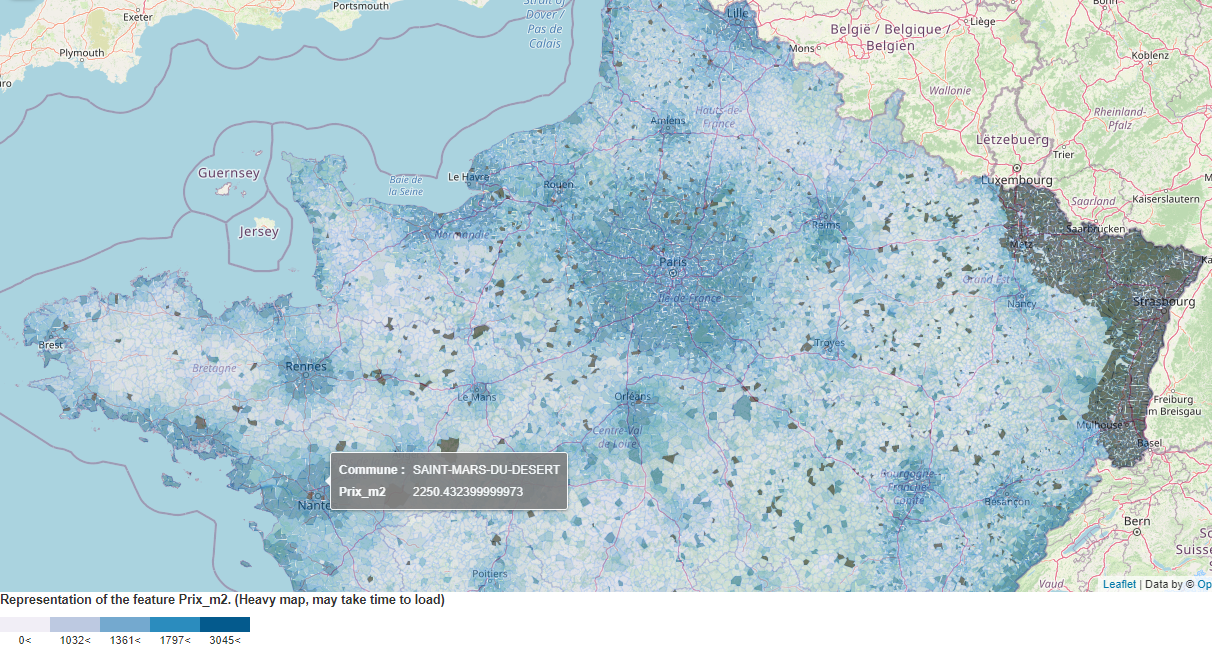 Exeter
Portsmouth
Plymouth
Strait of
Dover /
Pas de
Calais
Lille
België / Belgique /
Belgien
Liège
Bonn
Mons
Koblenz
Wallonie
Hauts-de-
France
Amiens
Rheinland-
Pfalz
Lëtzebuerg
Trier
Luxembourg
Guernsey
Baie de
la Seine
Le Havre
Rouen
Saarland
Kaiserslautern
Jersey
Normandie
Reims
Saarbrücken
Metz
Paris
Île-de-France
Grand Est
Nancy
Strasbourg
Brest
Rennes
Bretagne
Troyes
Le Mans
Orléans
Freiburg
im Breisgau
Centre-Val
de Loire
Mulhouse
Basel
Commune : SAINT-MARS-DU-DESERT
Prix_m2 2250.432399999973
Nante
Bourgogne-
Franche-
Comté
Besançon
Bern
Suisse
Poitiers
Vaud
Leaflet | Data by © Op
Representation of the feature Prix_m2. (Heavy map, may take time to load)
0< 1032< 1361< 1797< 3045<